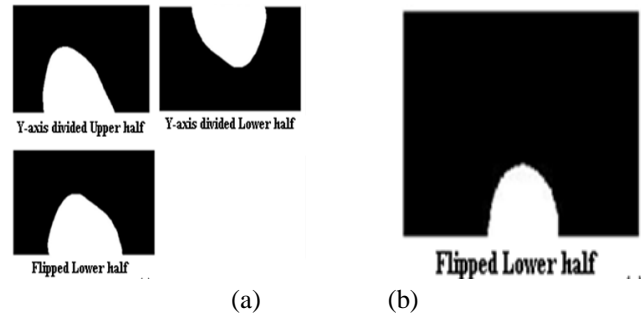 Y-axis divided Upper half
Y-axis divided Lower half
Flipped Lower half
Flipped Lower half
(a)
(b)